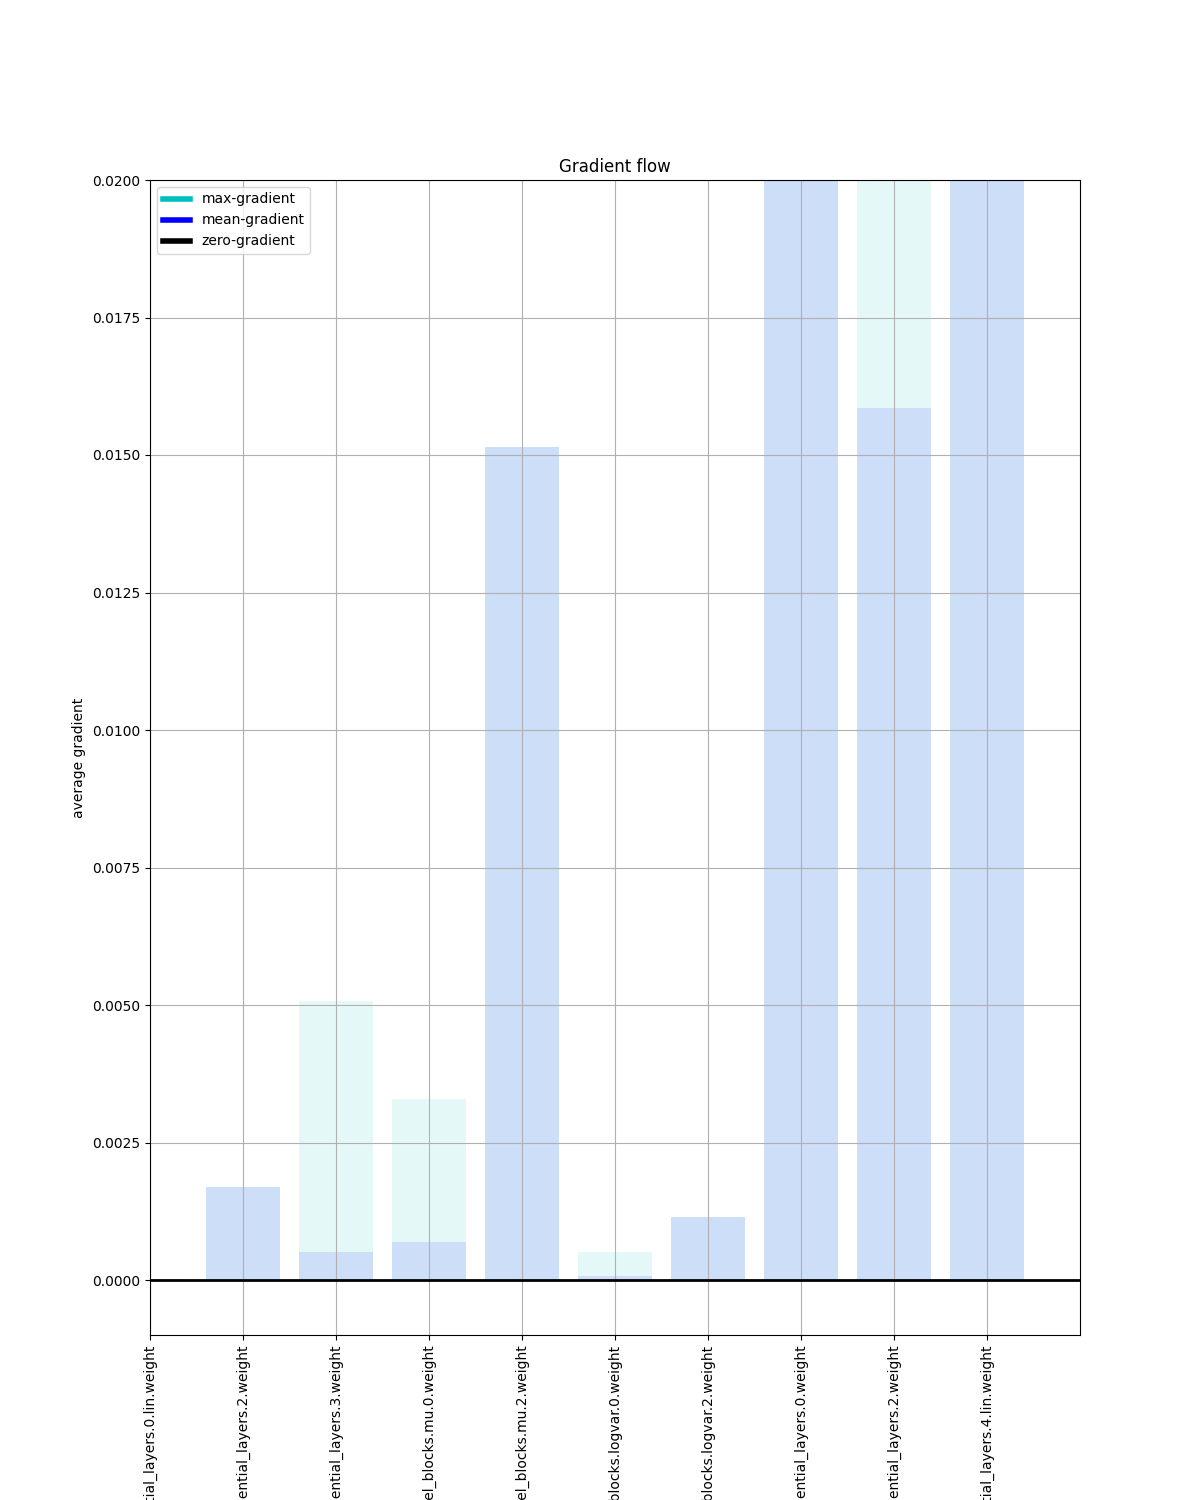 Gradient flow
max-gradient
mean-gradient
zero-gradient
0.0200
0.0175
0.0150
0.0125
0.0100
0.0075
0.0050
0.0025
0.0000
average gradient
tial_layers.0.lin.weight
ential_layers.2.weight
ential_layers.3.weight
el_blocks.mu.0.weight
el_blocks.mu.2.weight
blocks.logvar.0.weight
blocks.logvar.2.weight
ential_layers.0.weight
ential_layers.2.weight
tial_layers.4.lin.weight